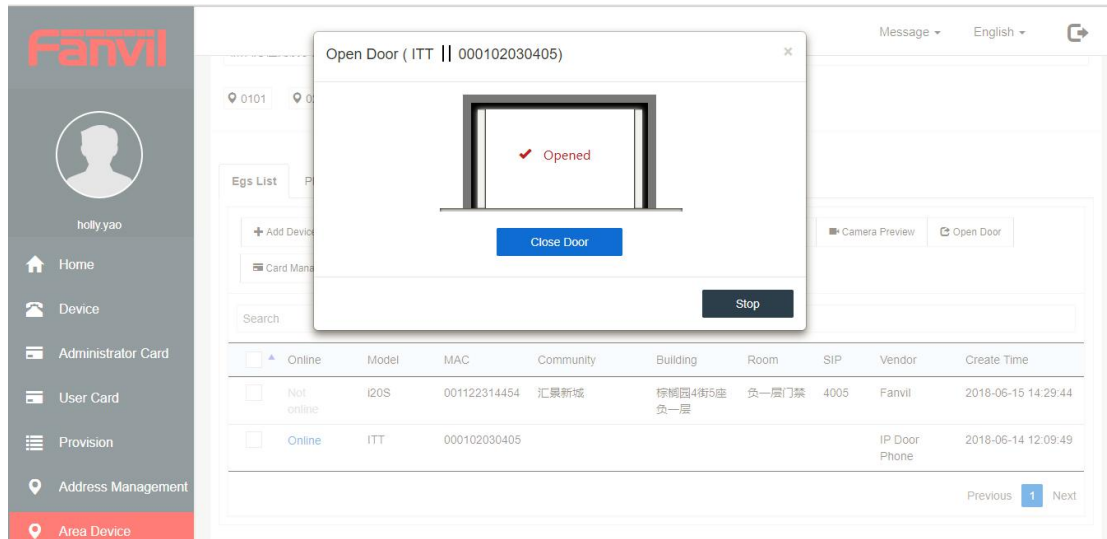 Fanvil
Message English
Open Door ( ITT || 000102030405) ×
0101
Opened
Egs List
holly.yao
Add Device
Close Door
Camera Preview Open Door
Home
Stop
Device
Search
Administrator Card
Online Model MAC Community Building Room SIP Vendor Create Time
User Card
Not online I20S 001122314454 汇景新城 棕榈园4街5座负一层 负一层门禁 4005 Fanvil 2018-06-15 14:29:44
Provision
Online ITT 000102030405 IP Door Phone 2018-06-14 12:09:49
Address Management
Previous 1 Next
Area Device